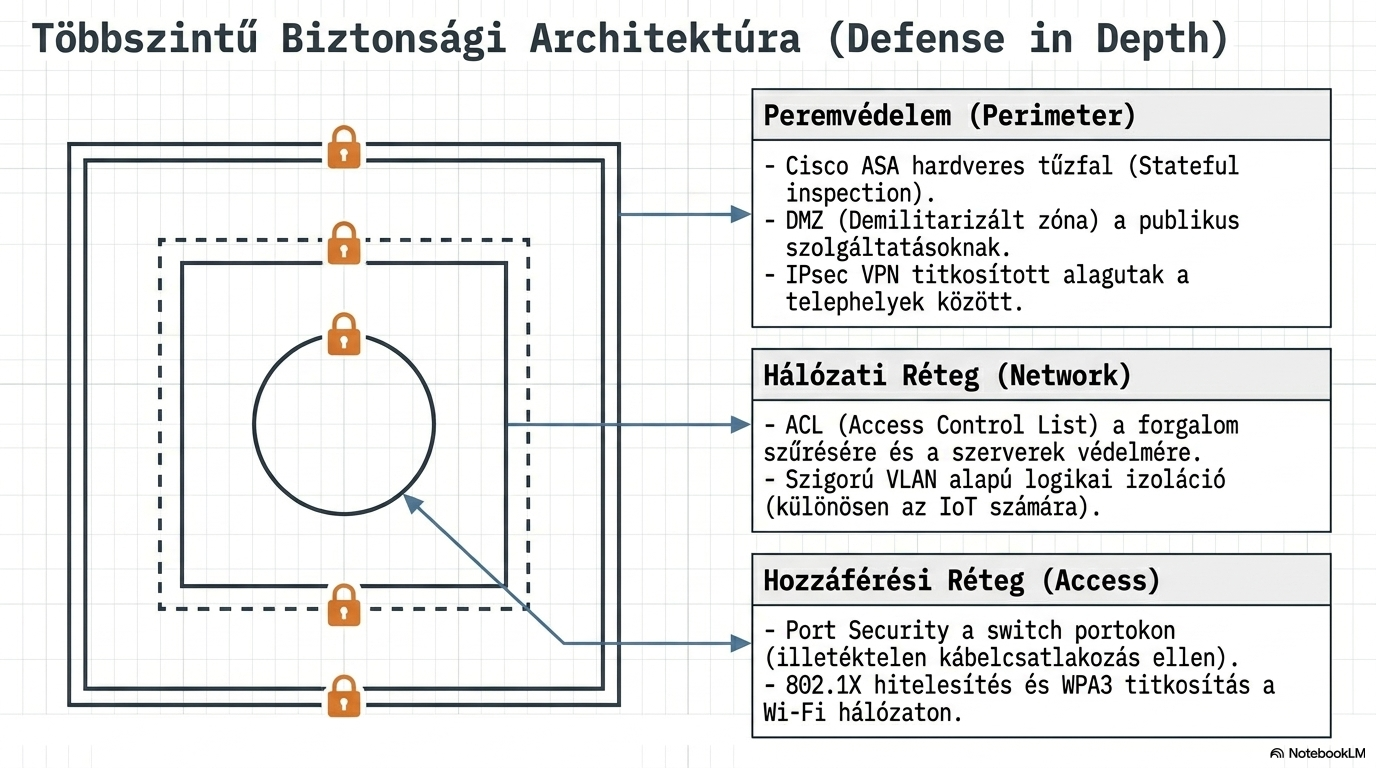 Többszintű Biztonsági Architektúra (Defense in Depth)
Peremvédelem (Perimeter)
- Cisco ASA hardveres tűzfal (Stateful
inspection).
- DMZ (Demilitarizált zóna) a publikus
szolgáltatásoknak.
- IPsec VPN titkosított alagutak a
telephelyek között.
Hálózati Réteg (Network)
- ACL (Access Control List) a forgalom
szűrésére és a szerverek védelmére.
- Szigorú VLAN alapú logikai izoláció
(különösen az IoT számára).
Hozzáférési Réteg (Access)
- Port Security a switch portokon
(illetéktelen kábelcsatlakozás ellen).
- 802.1X hitelesítés és WPA3 titkosítás a
Wi-Fi hálózaton.
NotebookLM